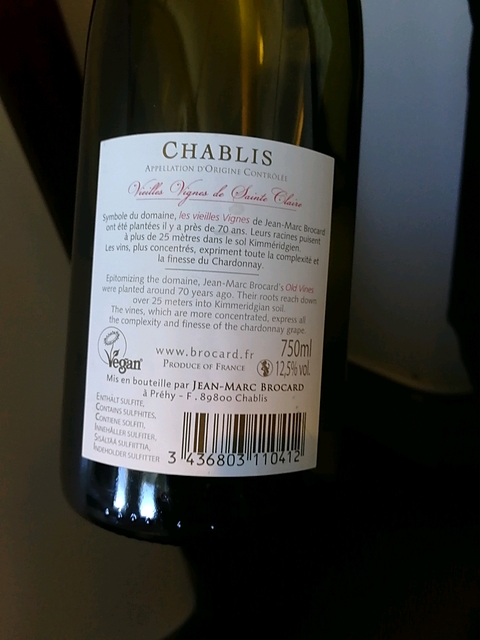 CHABLIS
APPELLATION D'ORIGINE CONTRÔLÉE
Vieilles Vignes de Sainte Claire
Symbole du domaine, les vieilles Vignes de Jean-Marc Brocard
ont été plantées il y a près de 70 ans. Leurs racines puisent
à plus de 25 mètres dans le sol Kimméridgien.
Les vins, plus concentrés, expriment toute la complexité et
la finesse du Chardonnay.
Epitomizing the domaine, Jean-Marc Brocard's Old Vines
were planted around 70 years ago. Their roots reach down
over 25 meters into Kimmeridgian soil.
The vines, which are more concentrated, express all
the complexity and finesse of the chardonnay grape.
Vegan
www.brocard.fr
PRODUCE OF FRANCE
750ml
12,5% vol.
Mis en bouteille par JEAN-MARC BROCARD
à Préhy - F . 89800 Chablis
ENTHÄLT SULFITE,
CONTAINS SULPHITES,
CONTIENE SOLFITI,
INNEHÅLLER SULFITER,
SISÄLTÄÄ SULFIITTIA,
INDEHOLDER SULFITTER
3 436803 110412